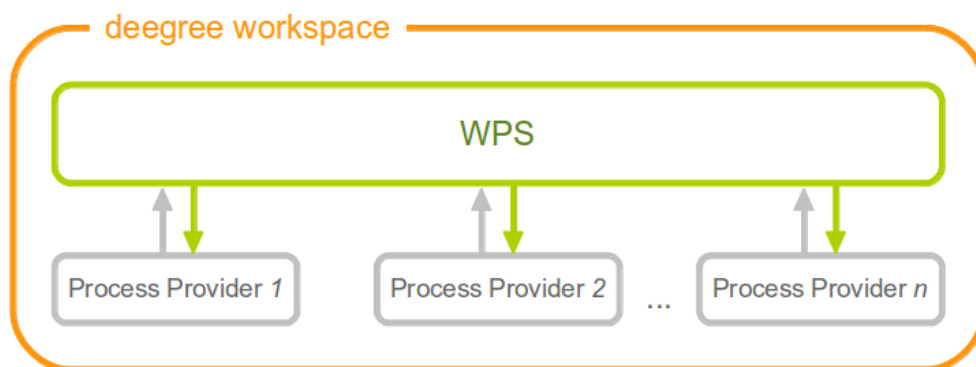 deegree workspace
WPS
Process Provider 1
Process Provider 2
...
Process Provider n